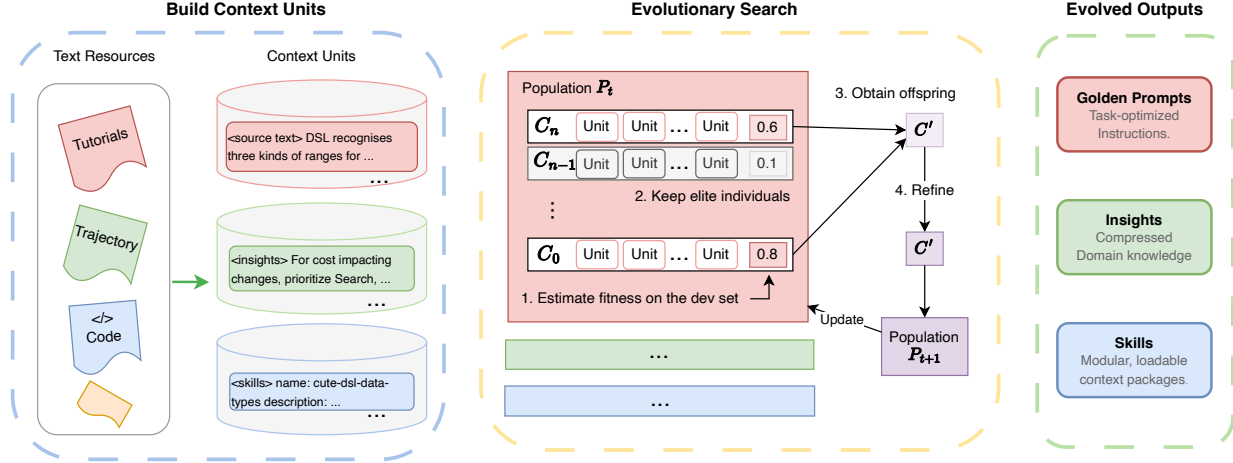 Build Context Units
Text Resources
Context Units
Tutorials
Trajectory
</>
Code
<source text> DSL recognises
three kinds of ranges for ...
...
<insights> For cost impacting
changes, prioritize Search, ...
...
<skills> name: cute-dsl-data-
types description: ...
...
Evolutionary Search
Population P_t
C_n Unit Unit ... Unit 0.6
C_{n-1} Unit Unit ... Unit 0.1
2. Keep elite individuals
⋮
C_0 Unit Unit ... Unit 0.8
1. Estimate fitness on the dev set
...
...
3. Obtain offspring
C'
4. Refine
C'
Update
Population
P_{t+1}
Evolved Outputs
Golden Prompts
Task-optimized
Instructions.
Insights
Compressed
Domain knowledge
Skills
Modular, loadable
context packages.